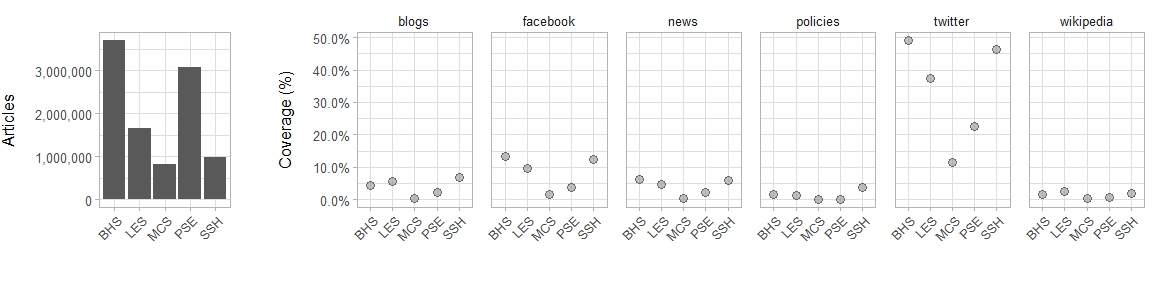 Articles
3,000,000
2,000,000
1,000,000
0
BHS LES MCS PSE SSH
Coverage (%)
50.0%
40.0%
30.0%
20.0%
10.0%
0.0%
blogs facebook news policies twitter wikipedia
BHS LES MCS PSE SSH BHS LES MCS PSE SSH BHS LES MCS PSE SSH BHS LES MCS PSE SSH BHS LES MCS PSE SSH BHS LES MCS PSE SSH